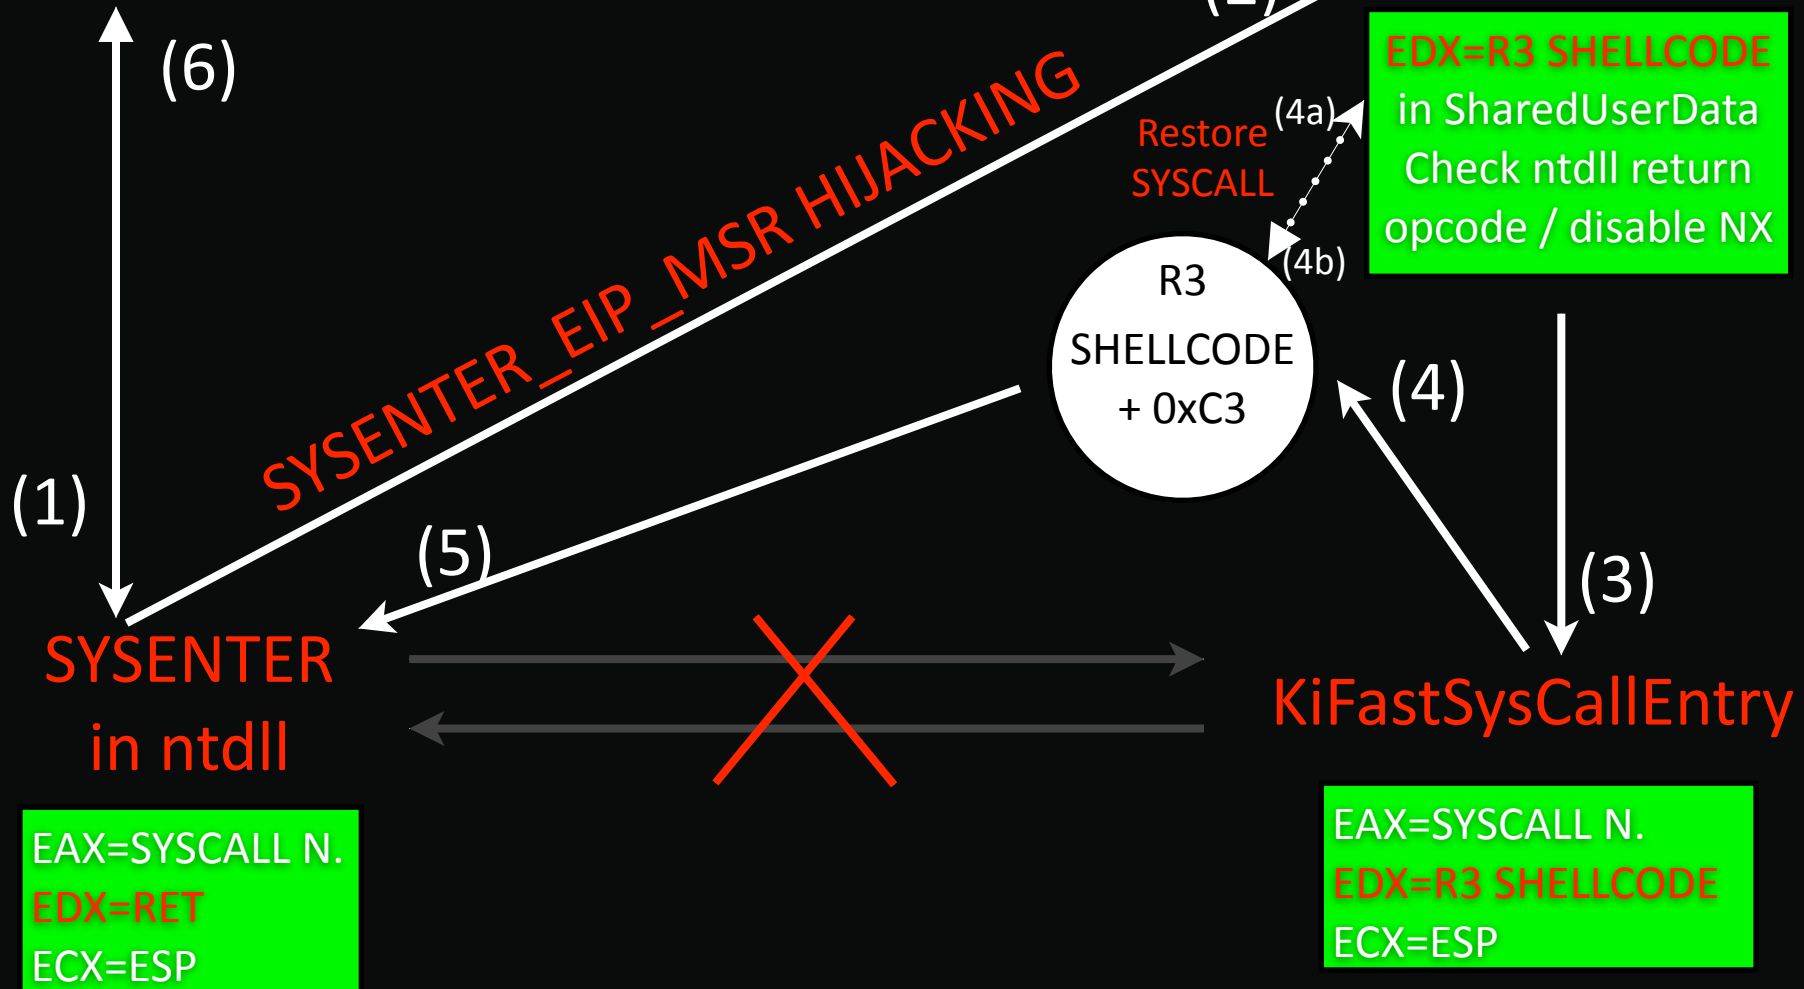 (6)
EDX=R3 SHELLCODE
in SharedUserData
Check ntdll return
opcode / disable NX
(4a)
Restore
SYSCALL
(4b)
SYSENTER_EIP_MSR HIJACKING
R3
SHELLCODE
+ 0xC3
(4)
(1)
(5)
(3)
SYSENTER
in ntdll
KiFastSysCallEntry
EAX=SYSCALL N.
EDX=RET
ECX=ESP
EAX=SYSCALL N.
EDX=R3 SHELLCODE
ECX=ESP